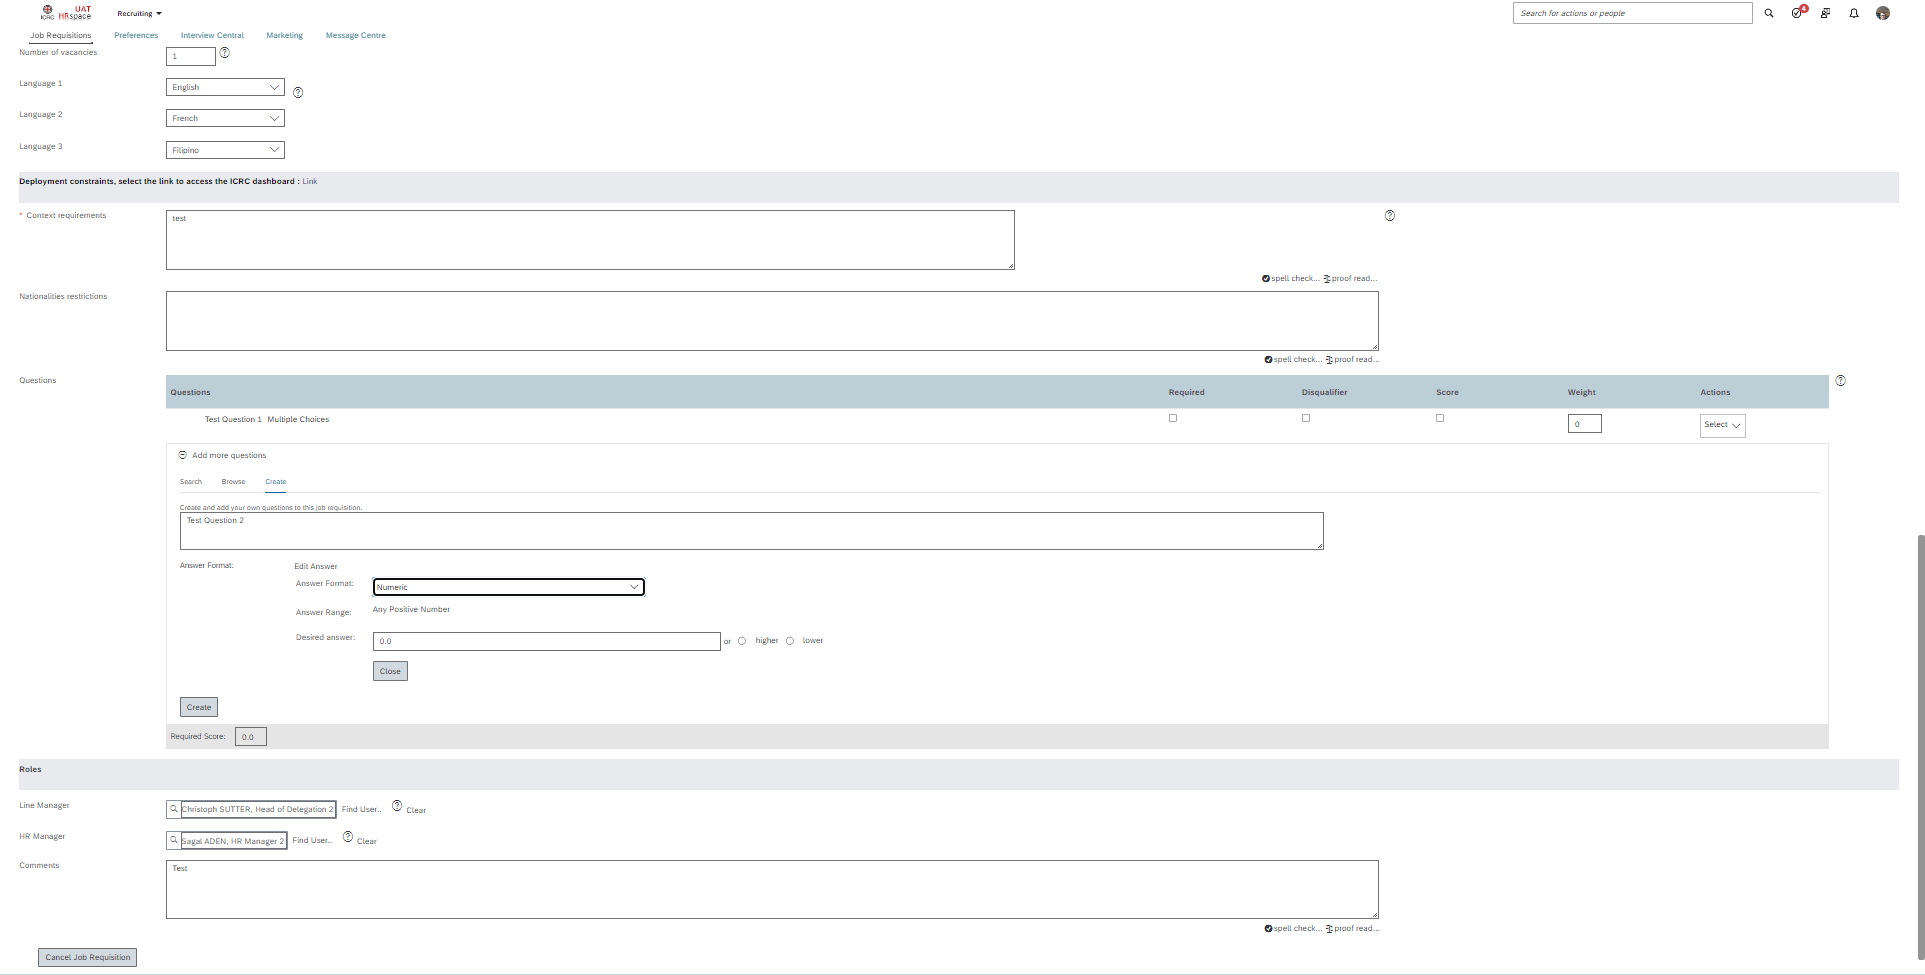 ICRC UAT HRspace
Recruiting
Search for actions or people
4
Job Requisitions Preferences Interview Central Marketing Message Centre
Number of vacancies 1
Language 1 English
Language 2 French
Language 3 Filipino
Deployment constraints, select the link to access the ICRC dashboard : Link
* Context requirements test
spell check... proof read...
Nationalities restrictions
spell check... proof read...
Questions
Questions Required Disqualifier Score Weight Actions
Test Question 1 Multiple Choices 0 Select
Add more questions
Search Browse Create
Create and add your own questions to this job requisition.
Test Question 2
Answer Format: Edit Answer
Answer Format: Numeric
Answer Range: Any Positive Number
Desired answer: 0.0 or higher lower
Close
Create
Required Score: 0.0
Roles
Line Manager Christoph SUTTER, Head of Delegation 2 Find User.. Clear
HR Manager Sagal ADEN, HR Manager 2 Find User.. Clear
Comments Test
spell check... proof read...
Cancel Job Requisition